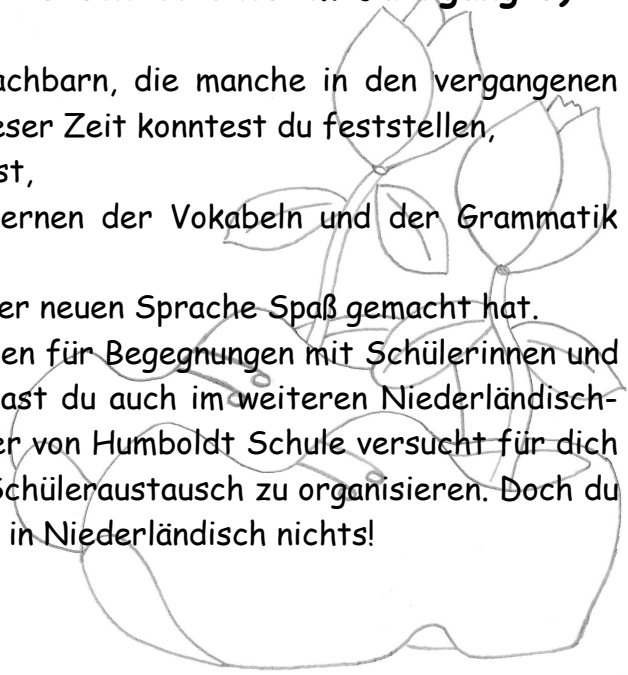 achbarn, die manche in den vergangenen
eser Zeit konntest du feststellen,
st,
ernen der Vokabeln und der Grammatik
er neuen Sprache Spaß gemacht hat.
en für Begegnungen mit Schülerinnen und
ast du auch im weiteren Niederländisch-
er von Humboldt Schule versucht für dich
Schüleraustausch zu organisieren. Doch du
in Niederländisch nichts!